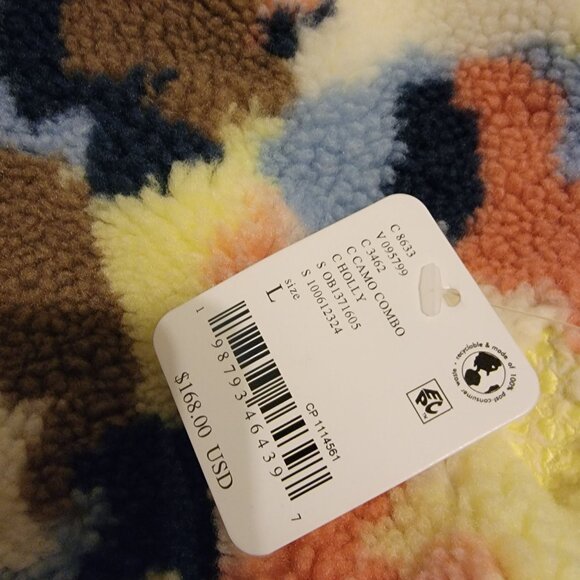 C 8633
V 095799
C 3462
C CAMO COMBO
C HOLLY
S OB1371605
S 100612324
size
L
CP 1114561
1 98793 46439 7
$168.00 USD
recyclable & made of 100% post-consumer waste